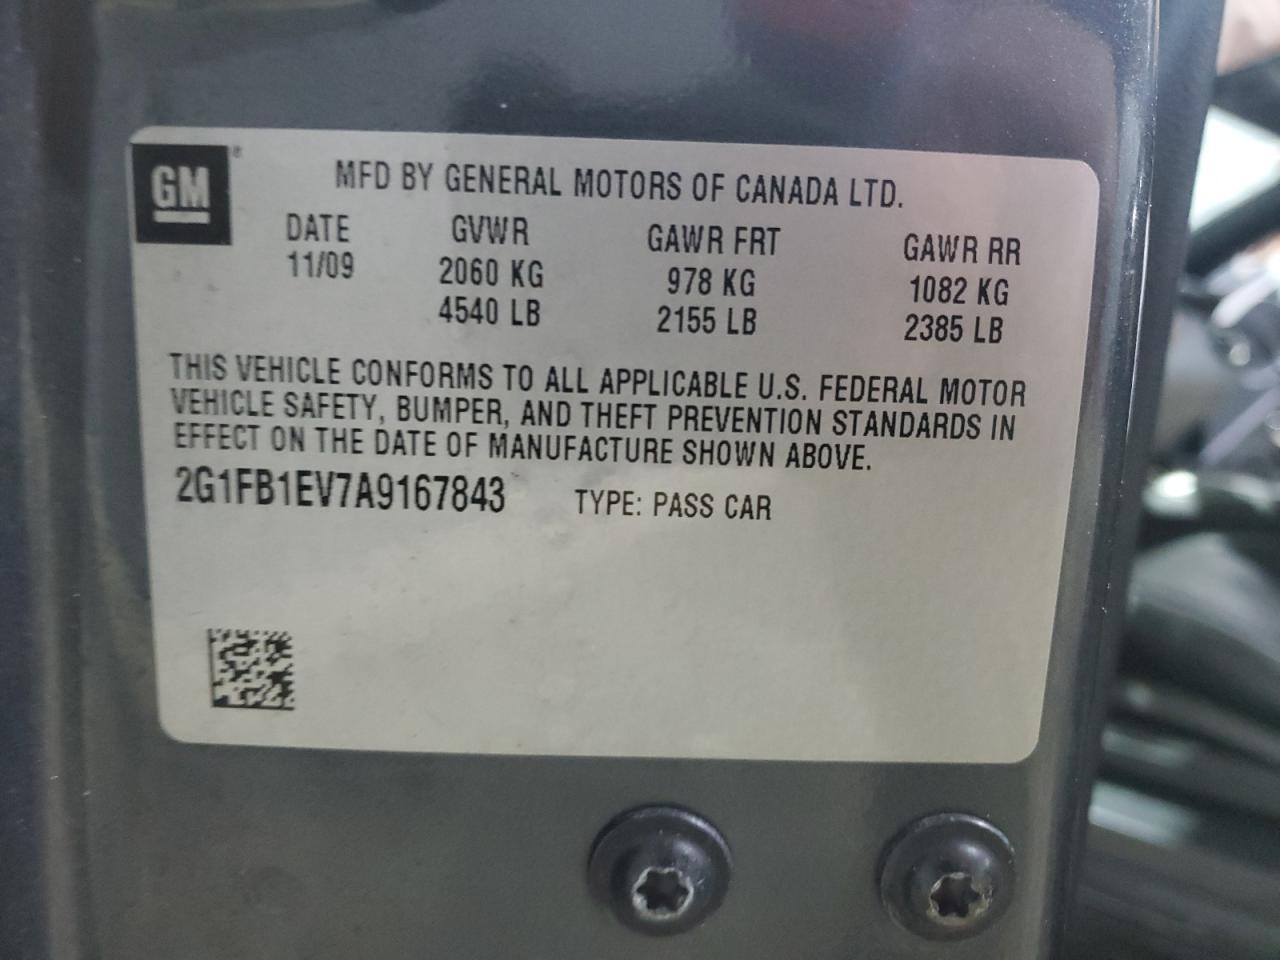 GM
MFD BY GENERAL MOTORS OF CANADA LTD.
DATE GVWR GAWR FRT GAWR RR
11/09 2060 KG 978 KG 1082 KG
4540 LB 2155 LB 2385 LB
THIS VEHICLE CONFORMS TO ALL APPLICABLE U.S. FEDERAL MOTOR
VEHICLE SAFETY, BUMPER, AND THEFT PREVENTION STANDARDS IN
EFFECT ON THE DATE OF MANUFACTURE SHOWN ABOVE.
2G1FB1EV7A9167843 TYPE: PASS CAR